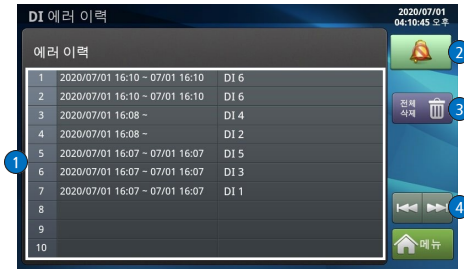 DI 에러 이력
2020/07/01
04:10:45 오후
에러 이력
1 2020/07/01 16:10 ~ 07/01 16:10 DI 6
2 2020/07/01 16:10 ~ 07/01 16:10 DI 6
3 2020/07/01 16:08 ~ DI 4
4 2020/07/01 16:08 ~ DI 2
5 2020/07/01 16:07 ~ 07/01 16:07 DI 5
6 2020/07/01 16:07 ~ 07/01 16:07 DI 3
7 2020/07/01 16:07 ~ 07/01 16:07 DI 1
8
9
10
1
2
전체
삭제
3
4
메뉴